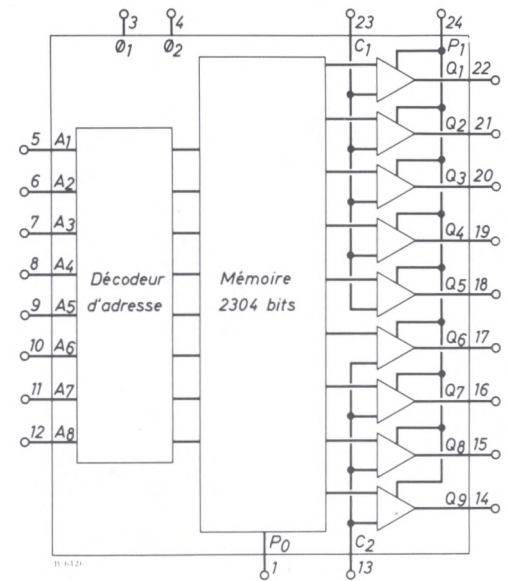 3 4 23 24
Ø1 Ø2 C1 P1
Q1 22
5 A1
Q2 21
6 A2
Q3 20
7 A3
Q4 19
8 A4
Décodeur d'adresse
Mémoire 2304 bits
Q5 18
9 A5
Q6 17
10 A6
Q7 16
11 A7
Q8 15
12 A8
Q9 14
P0 C2
1 13